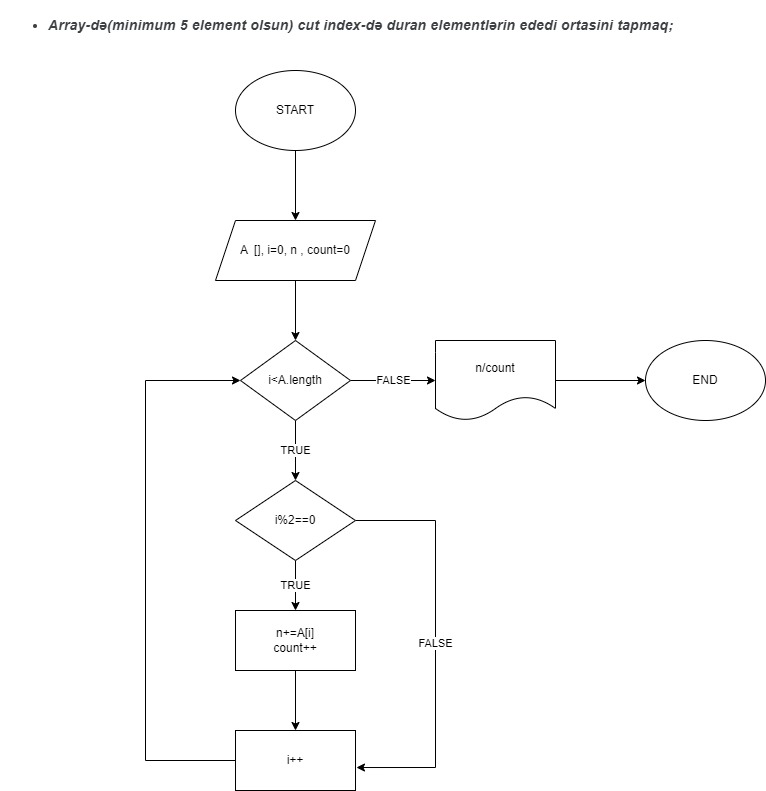 Array-də(minimum 5 element olsun) cut index-də duran elementlərin ededi ortasini tapmaq;
START
A [], i=0, n , count=0
i<A.length
FALSE
n/count
END
TRUE
i%2==0
TRUE
n+=A[i]
count++
FALSE
i++